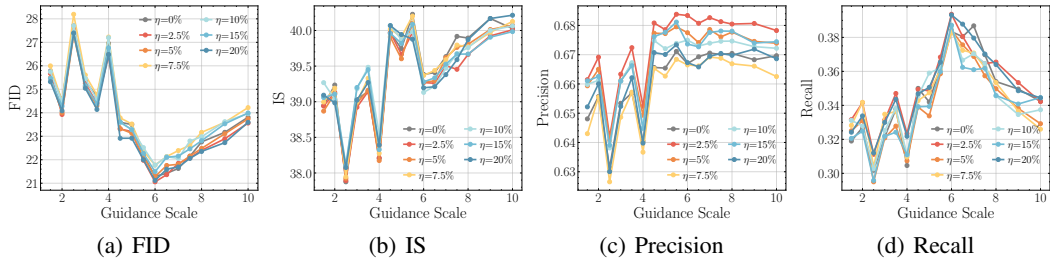 FID
28
27
26
25
24
23
22
21
2
4
6
8
10
Guidance Scale
η=0%
η=2.5%
η=5%
η=7.5%
η=10%
η=15%
η=20%
(a) FID
IS
40.0
39.5
39.0
38.5
38.0
2
4
6
8
10
Guidance Scale
η=0%
η=2.5%
η=5%
η=7.5%
η=10%
η=15%
η=20%
(b) IS
Precision
0.68
0.67
0.66
0.65
0.64
0.63
2
4
6
8
10
Guidance Scale
η=0%
η=2.5%
η=5%
η=7.5%
η=10%
η=15%
η=20%
(c) Precision
Recall
0.38
0.36
0.34
0.32
0.30
2
4
6
8
10
Guidance Scale
η=0%
η=2.5%
η=5%
η=7.5%
η=10%
η=15%
η=20%
(d) Recall